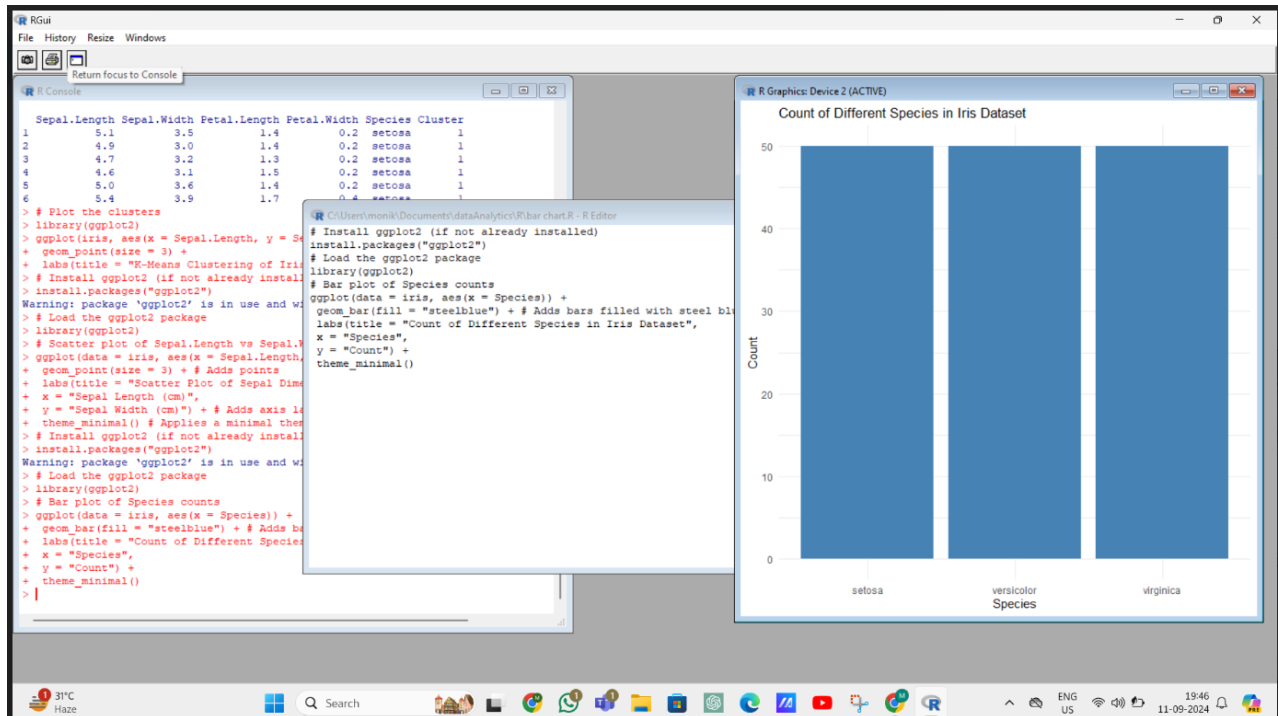 RGui
File History Resize Windows
Return focus to Console
R Console
Sepal.Length Sepal.Width Petal.Length Petal.Width Species Cluster
1 5.1 3.5 1.4 0.2 setosa 1
2 4.9 3.0 1.4 0.2 setosa 1
3 4.7 3.2 1.3 0.2 setosa 1
4 4.6 3.1 1.5 0.2 setosa 1
5 5.0 3.6 1.4 0.2 setosa 1
6 5.4 3.9 1.7 0.4 setosa 1
> # Plot the clusters
> library(ggplot2)
> ggplot(iris, aes(x = Sepal.Length, y =
+ geom_point(size = 3) +
+ labs(title = "K-Means Clustering of
> # Install ggplot2 (if not already
> install.packages("ggplot2")
Warning: package ‘ggplot2’ is in use and
> # Load the ggplot2 package
> library(ggplot2)
> # Scatter plot of Sepal.Length vs
> ggplot(data = iris, aes(x = Sepal.Length,
+ geom_point(size = 3) + # Adds points
+ labs(title = "Scatter Plot of Sepal
+ x = "Sepal Length (cm)",
+ y = "Sepal Width (cm)") + # Adds axis
+ theme_minimal() # Applies a minimal
> # Install ggplot2 (if not already
> install.packages("ggplot2")
Warning: package ‘ggplot2’ is in use and
> # Load the ggplot2 package
> library(ggplot2)
> # Bar plot of Species counts
> ggplot(data = iris, aes(x = Species)) +
+ geom_bar(fill = "steelblue") + # Adds
+ labs(title = "Count of Different
+ x = "Species",
+ y = "Count") +
+ theme_minimal()
>
C:\Users\monik\Documents\dataAnalytics\R\bar chart.R - R Editor
# Install ggplot2 (if not already installed)
install.packages("ggplot2")
# Load the ggplot2 package
library(ggplot2)
# Bar plot of Species counts
ggplot(data = iris, aes(x = Species)) +
geom_bar(fill = "steelblue") + # Adds bars filled with steel
labs(title = "Count of Different Species in Iris Dataset",
x = "Species",
y = "Count") +
theme_minimal()
R Graphics: Device 2 (ACTIVE)
Count of Different Species in Iris Dataset
50
40
30
20
10
0
Count
setosa versicolor virginica
Species
1
31°C
Haze
Search
ENG
US
19:46
11-09-2024